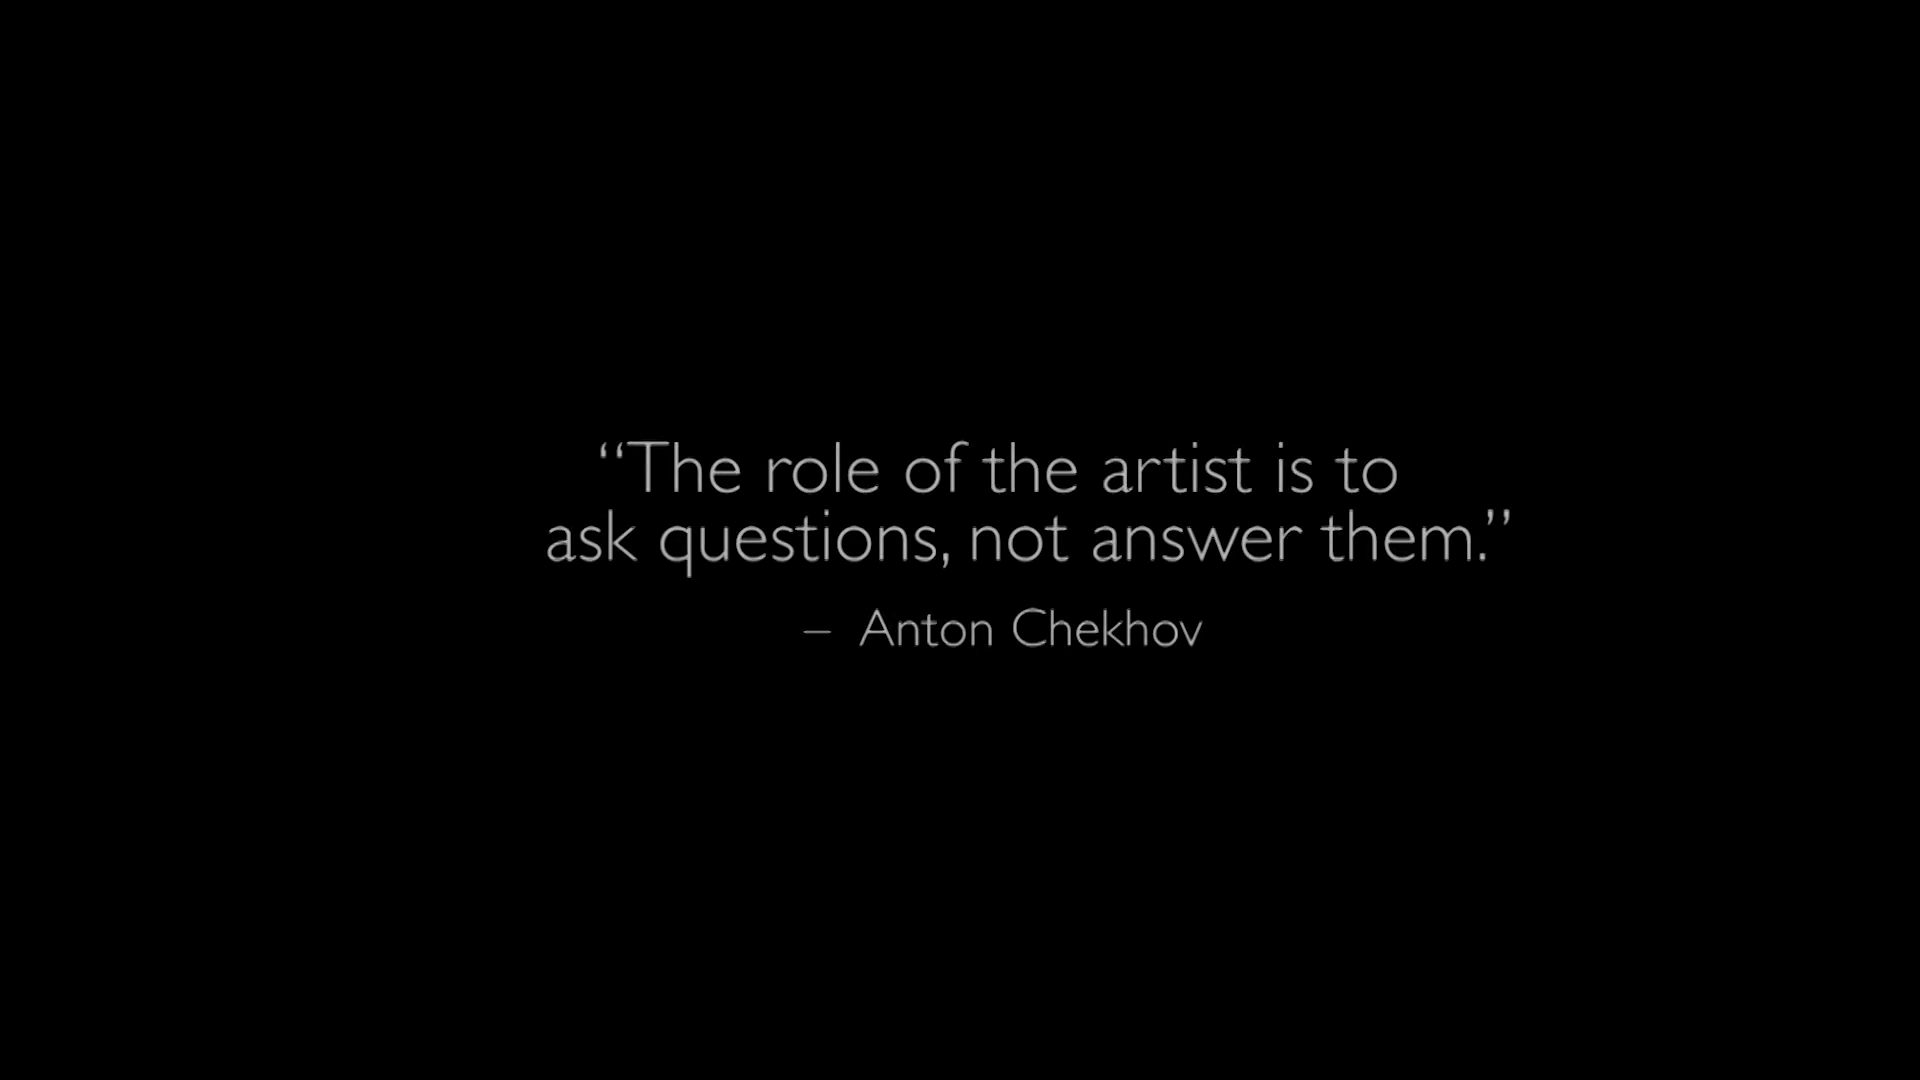 “The role of the artist is to
ask questions, not answer them.”
– Anton Chekhov